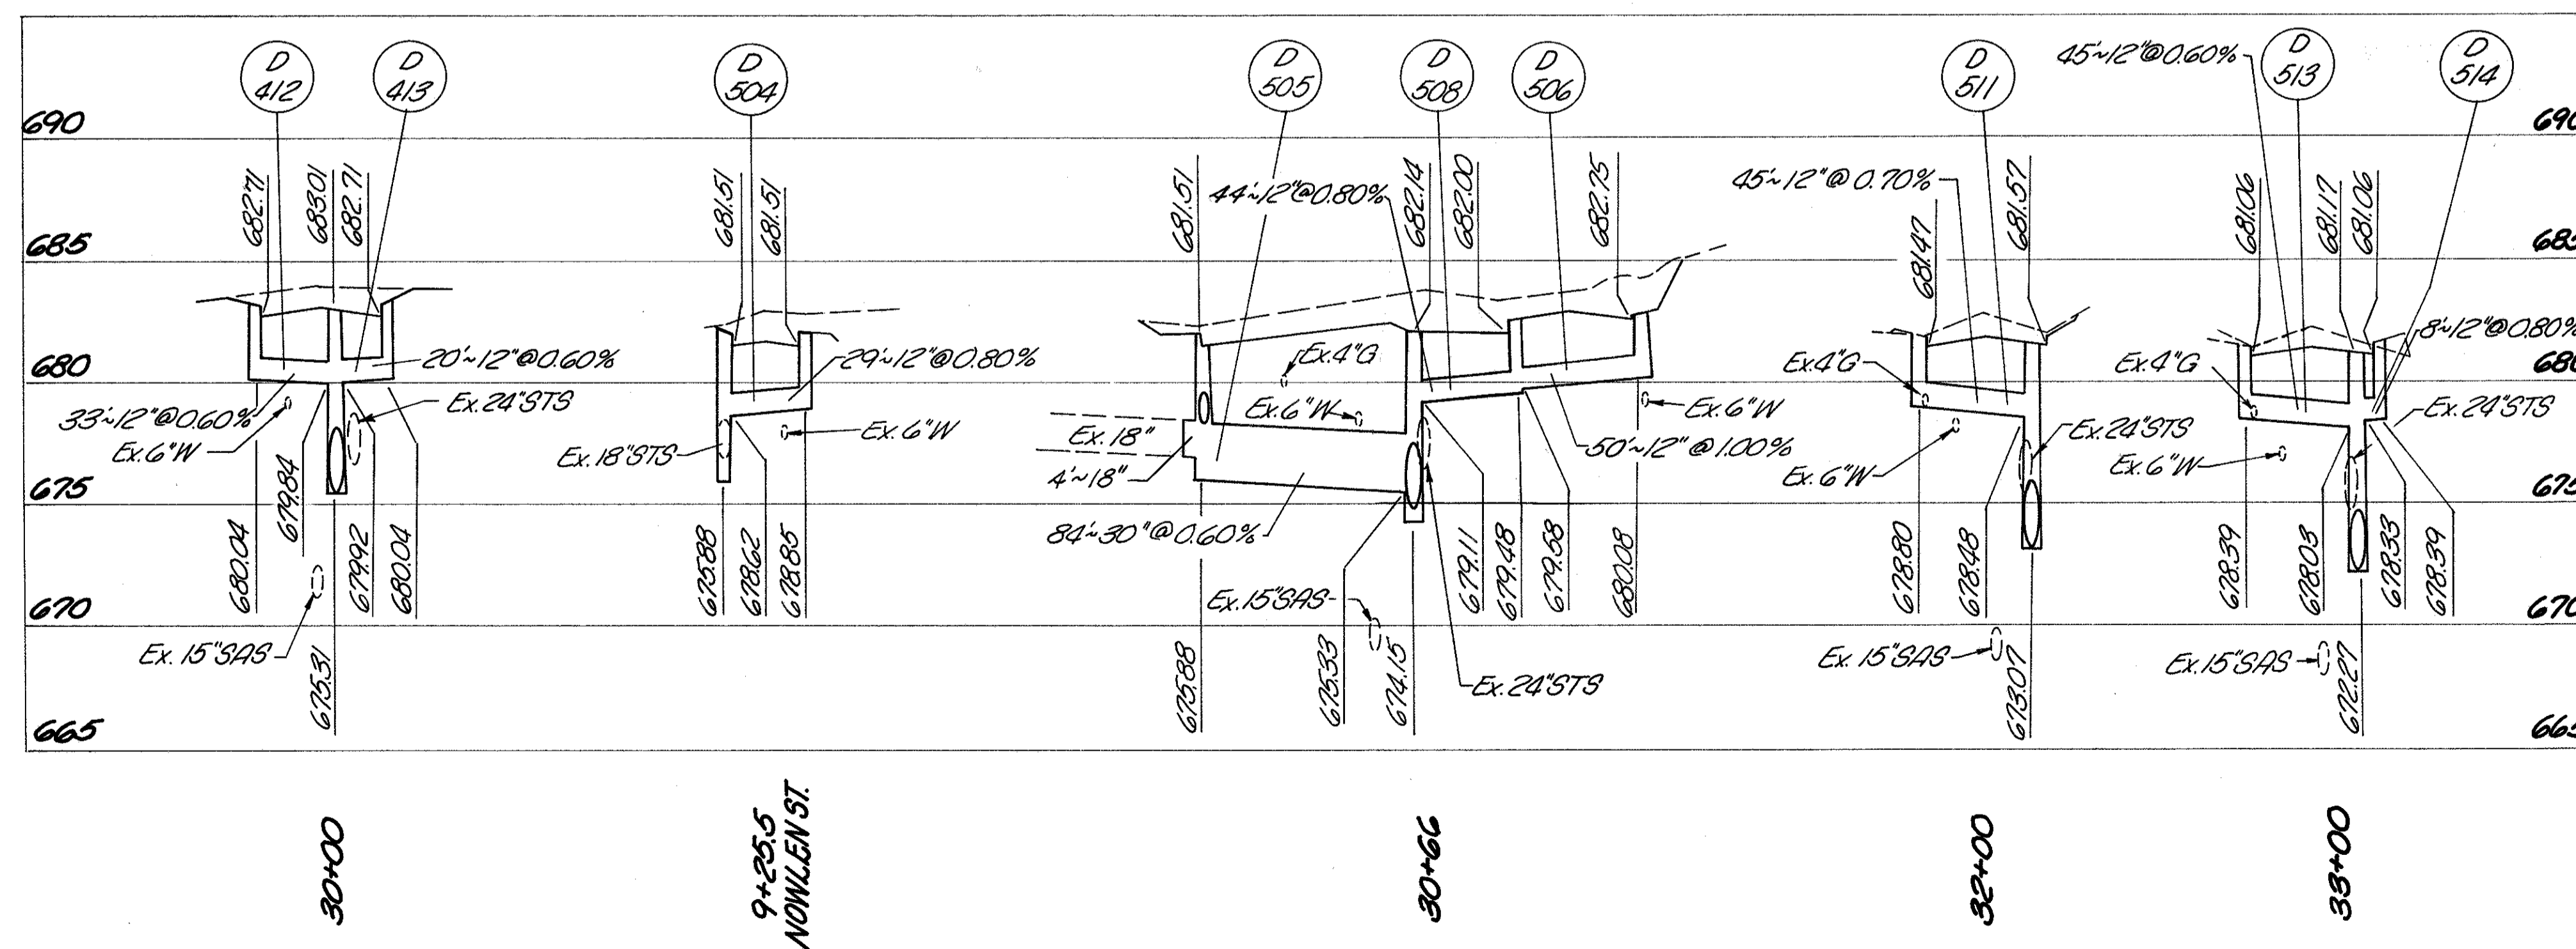 D
412
D
413
D
504
D
505
D
508
D
506
D
511
45'~12"@0.60%
D
513
D
514
690
690
682.71
683.01
682.71
681.51
681.51
681.51
44'~12"@0.80%
682.14
682.00
682.75
45'~12"@0.70%
681.47
681.57
681.06
681.17
681.06
685
685
680
680
20'~12"@0.60%
33'~12"@0.60%
Ex.24"STS
Ex.6"W
29'~12"@0.80%
Ex.18"STS
Ex.6"W
Ex.4"G
Ex.6"W
Ex.18"
4'~18"
84'~30"@0.60%
Ex.6"W
50'~12"@1.00%
Ex.4"G
Ex.24"STS
Ex.6"W
Ex.4"G
8'~12"@0.80%
Ex.24"STS
Ex.6"W
675
675
680.04
679.84
679.92
680.04
675.88
678.62
678.85
679.11
679.48
679.58
680.08
678.80
678.48
678.39
678.03
678.33
678.39
670
670
Ex.15"SAS
675.31
Ex.15"SAS
675.88
675.33
674.15
Ex.24"STS
Ex.15"SAS
673.07
Ex.15"SAS
672.27
665
665
30+00
9+25.5
NOWLEN ST.
30+66
32+00
33+00